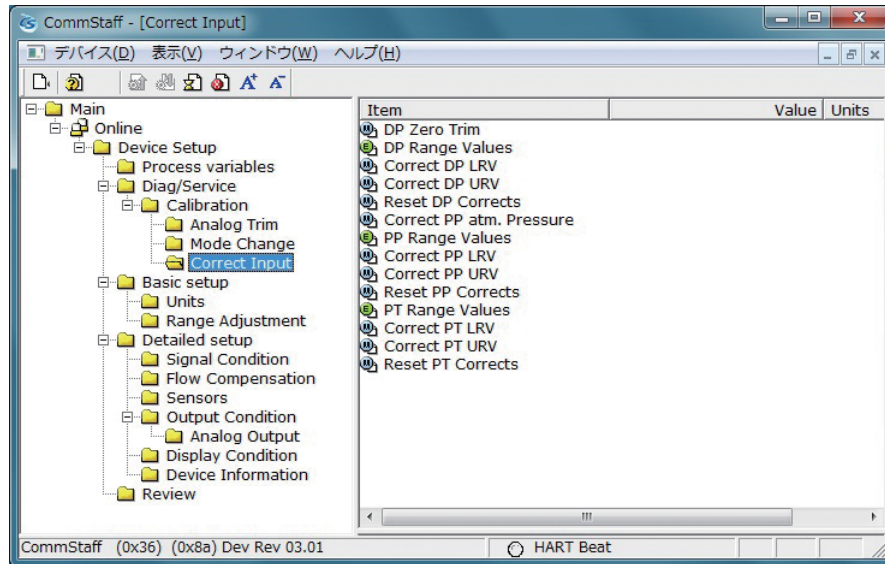 CommStaff - [Correct Input]
デバイス(D) 表示(V) ウィンドウ(W) ヘルプ(H)
Main
Online
Device Setup
Process variables
Diag/Service
Calibration
Analog Trim
Mode Change
Correct Input
Basic setup
Units
Range Adjustment
Detailed setup
Signal Condition
Flow Compensation
Sensors
Output Condition
Analog Output
Display Condition
Device Information
Review
Item Value Units
DP Zero Trim
DP Range Values
Correct DP LRV
Correct DP URV
Reset DP Corrects
Correct PP atm. Pressure
PP Range Values
Correct PP LRV
Correct PP URV
Reset PP Corrects
PT Range Values
Correct PT LRV
Correct PT URV
Reset PT Corrects
CommStaff (0x36) (0x8a) Dev Rev 03.01 HART Beat